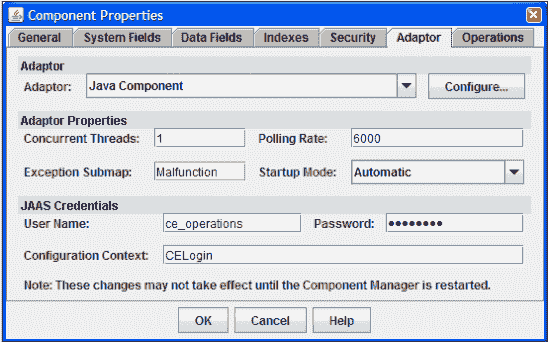 Component Properties
General System Fields Data Fields Indexes Security Adaptor Operations
Adaptor
Adaptor: Java Component Configure...
Adaptor Properties
Concurrent Threads: 1 Polling Rate: 6000
Exception Submap: Malfunction Startup Mode: Automatic
JAAS Credentials
User Name: ce_operations Password: ••••••••
Configuration Context: CELogin
Note: These changes may not take effect until the Component Manager is restarted.
OK Cancel Help